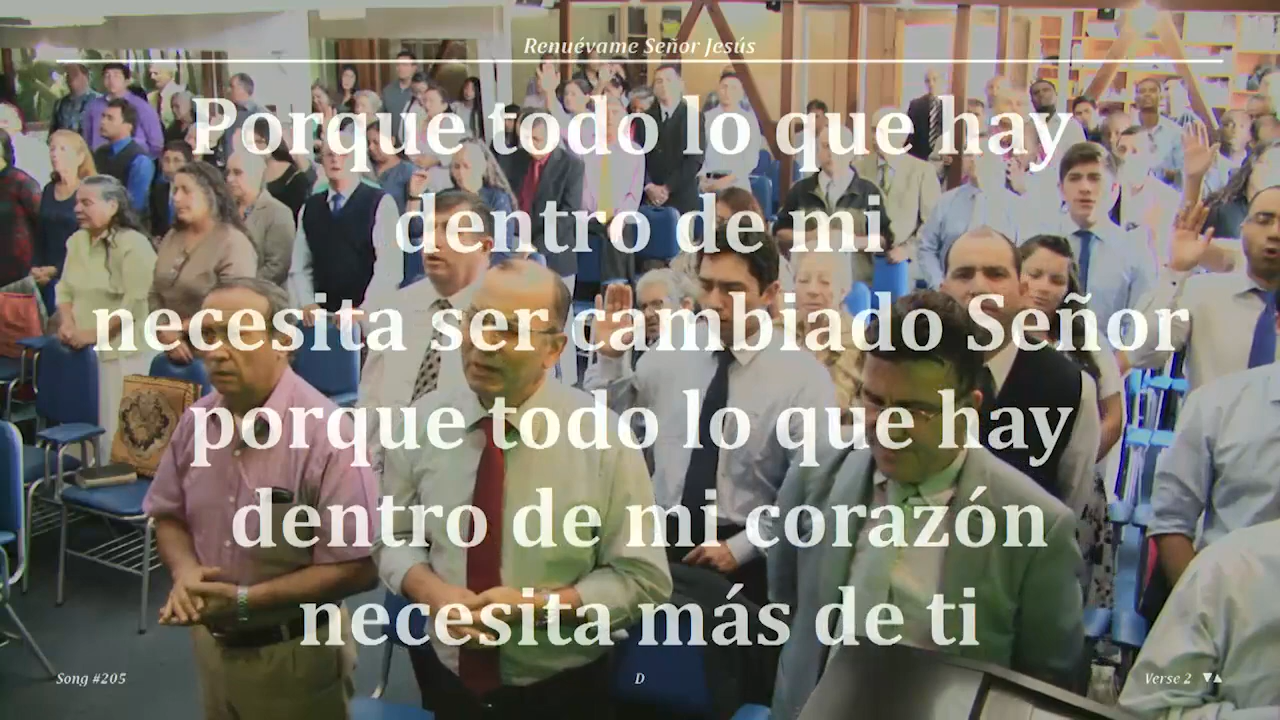 Renuévame Señor Jesús
Porque todo lo que hay
dentro de mi
necesita ser cambiado Señor
porque todo lo que hay
dentro de mi corazón
necesita más de ti
Song #205
D
Verse 2 ▼▲